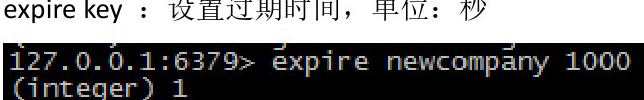 expire key ：设置过期时间，单位：秒
127.0.0.1:6379> expire newcompany 1000
(integer) 1